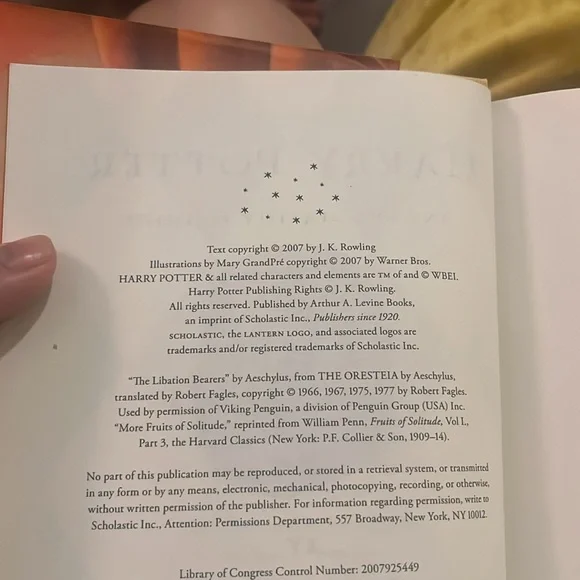 Text copyright © 2007 by J. K. Rowling
Illustrations by Mary GrandPré copyright © 2007 by Warner Bros.
HARRY POTTER & all related characters and elements are TM of and © WBEI.
Harry Potter Publishing Rights © J. K. Rowling.
All rights reserved. Published by Arthur A. Levine Books,
an imprint of Scholastic Inc., Publishers since 1920.
SCHOLASTIC, the LANTERN LOGO, and associated logos are
trademarks and/or registered trademarks of Scholastic Inc.
“The Libation Bearers” by Aeschylus, from THE ORESTEIA by Aeschylus,
translated by Robert Fagles, copyright © 1966, 1967, 1975, 1977 by Robert Fagles.
Used by permission of Viking Penguin, a division of Penguin Group (USA) Inc.
“More Fruits of Solitude,” reprinted from William Penn, Fruits of Solitude, Vol I.,
Part 3, the Harvard Classics (New York: P.F. Collier & Son, 1909–14).
No part of this publication may be reproduced, or stored in a retrieval system, or transmitted
in any form or by any means, electronic, mechanical, photocopying, recording, or otherwise,
without written permission of the publisher. For information regarding permission, write to
Scholastic Inc., Attention: Permissions Department, 557 Broadway, New York, NY 10012.
Library of Congress Control Number: 2007925449